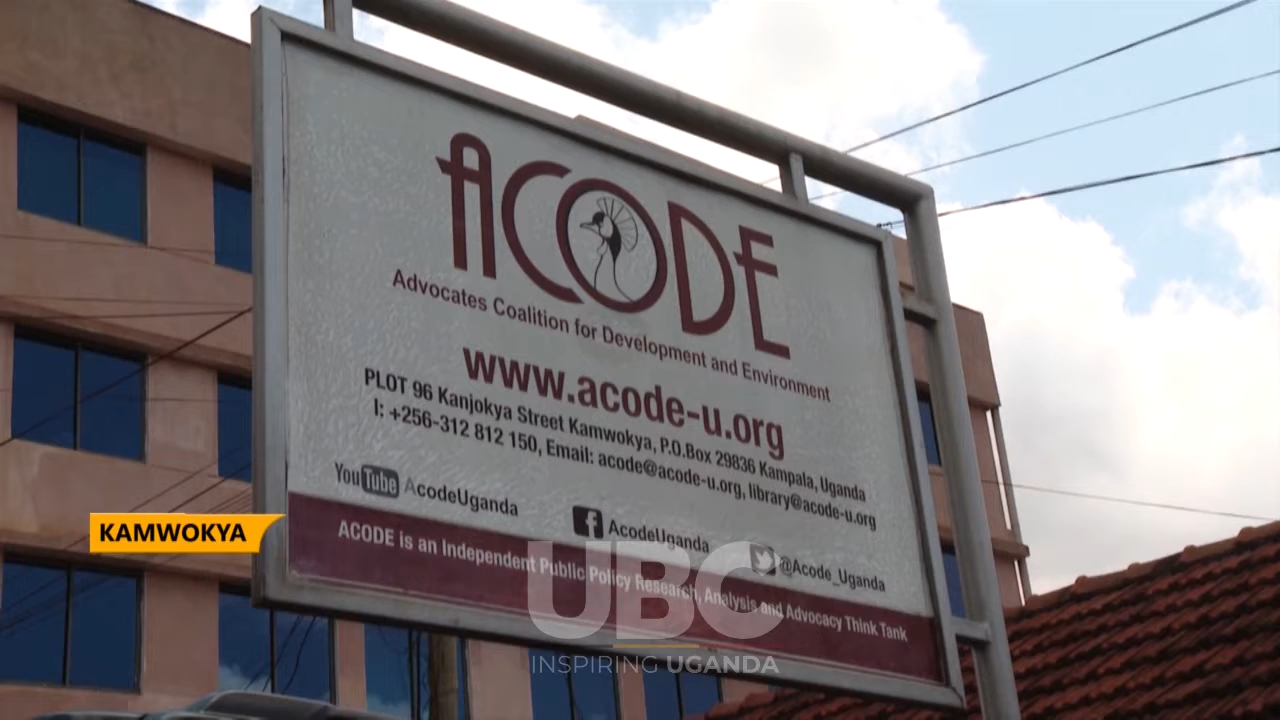 ACODE
Advocates Coalition for Development and Environment
www.acode-u.org
PLOT 96 Kanjokya Street Kamwokya, P.O.Box 29836 Kampala, Uganda
I: +256-312 812 150, Email: acode@acode-u.org, library@acode-u.org
YouTube AcodeUganda
f AcodeUganda
@Acode_Uganda
ACODE is an Independent Public Policy Research, Analysis and Advocacy Think Tank
KAMWOKYA
UBC
INSPIRING UGANDA